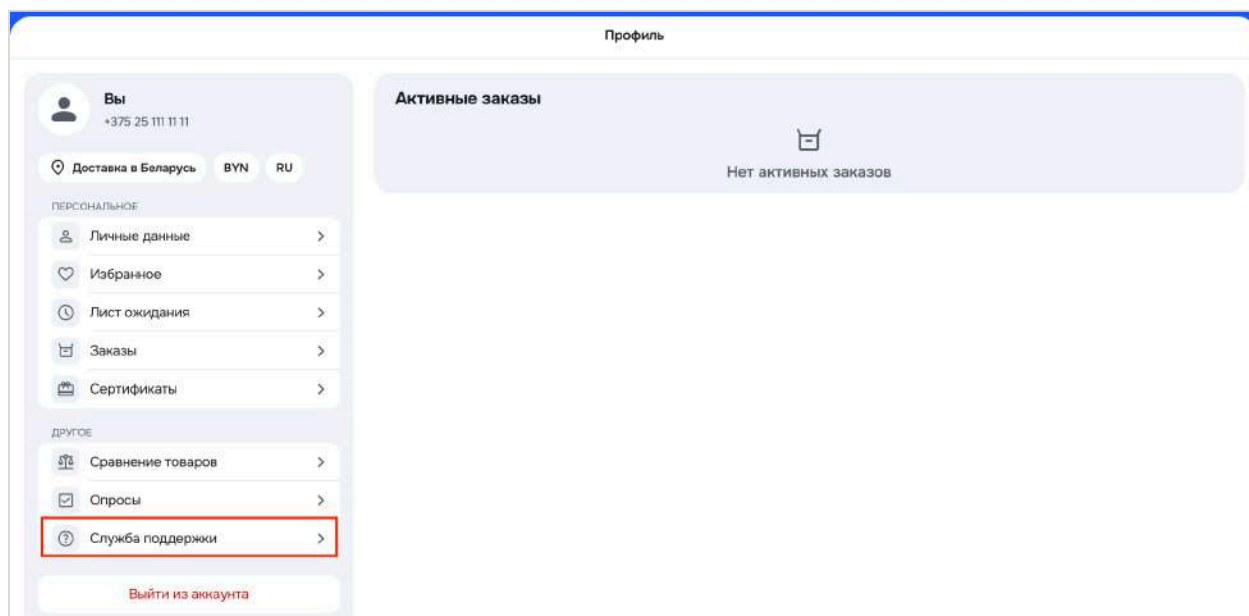 Профиль
Вы
+375 25 111 11 11
Доставка в Беларусь BYN RU
ПЕРСОНАЛЬНОЕ
Личные данные
Избранное
Лист ожидания
Заказы
Сертификаты
ДРУГОЕ
Сравнение товаров
Опросы
Служба поддержки
Выйти из аккаунта
Активные заказы
Нет активных заказов